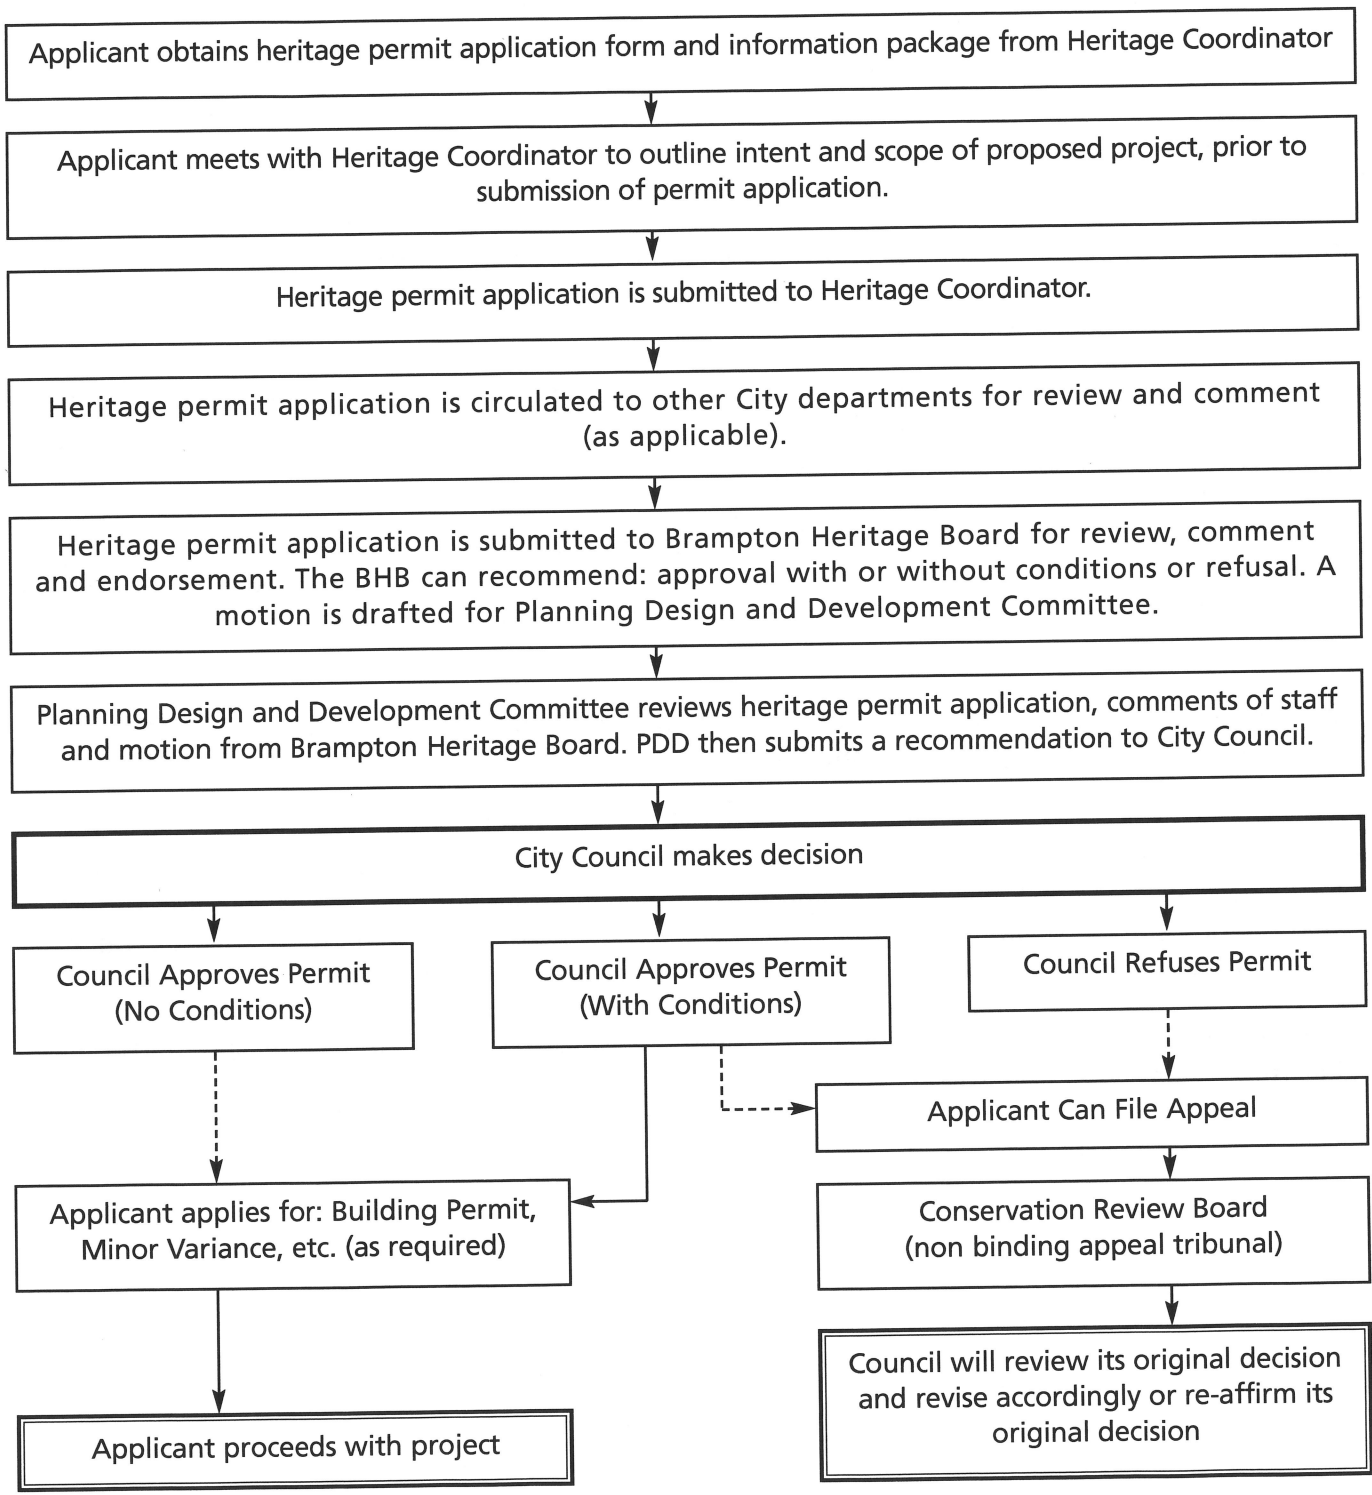 Applicant obtains heritage permit application form and information package from Heritage Coordinator
Applicant meets with Heritage Coordinator to outline intent and scope of proposed project, prior to
submission of permit application.
Heritage permit application is submitted to Heritage Coordinator.
Heritage permit application is circulated to other City departments for review and comment
(as applicable).
Heritage permit application is submitted to Brampton Heritage Board for review, comment
and endorsement. The BHB can recommend: approval with or without conditions or refusal. A
motion is drafted for Planning Design and Development Committee.
Planning Design and Development Committee reviews heritage permit application, comments of staff
and motion from Brampton Heritage Board. PDD then submits a recommendation to City Council.
City Council makes decision
Council Approves Permit
(No Conditions)
Council Approves Permit
(With Conditions)
Council Refuses Permit
Applicant Can File Appeal
Applicant applies for: Building Permit,
Minor Variance, etc. (as required)
Conservation Review Board
(non binding appeal tribunal)
Council will review its original decision
and revise accordingly or re-affirm its
original decision
Applicant proceeds with project